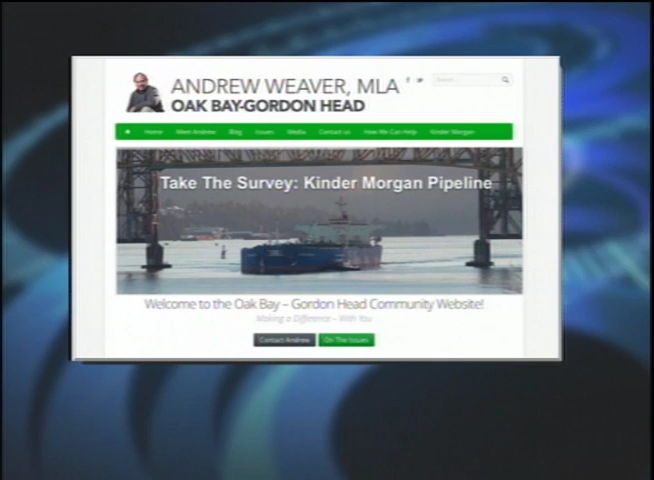 ANDREW WEAVER, MLA
OAK BAY-GORDON HEAD
Search...
Home Meet Andrew Blog Issues Media Contact us How We Can Help Kinder Morgan
Take The Survey: Kinder Morgan Pipeline
Welcome to the Oak Bay – Gordon Head Community Website!
Making a Difference – With You
Contact Andrew On The Issues